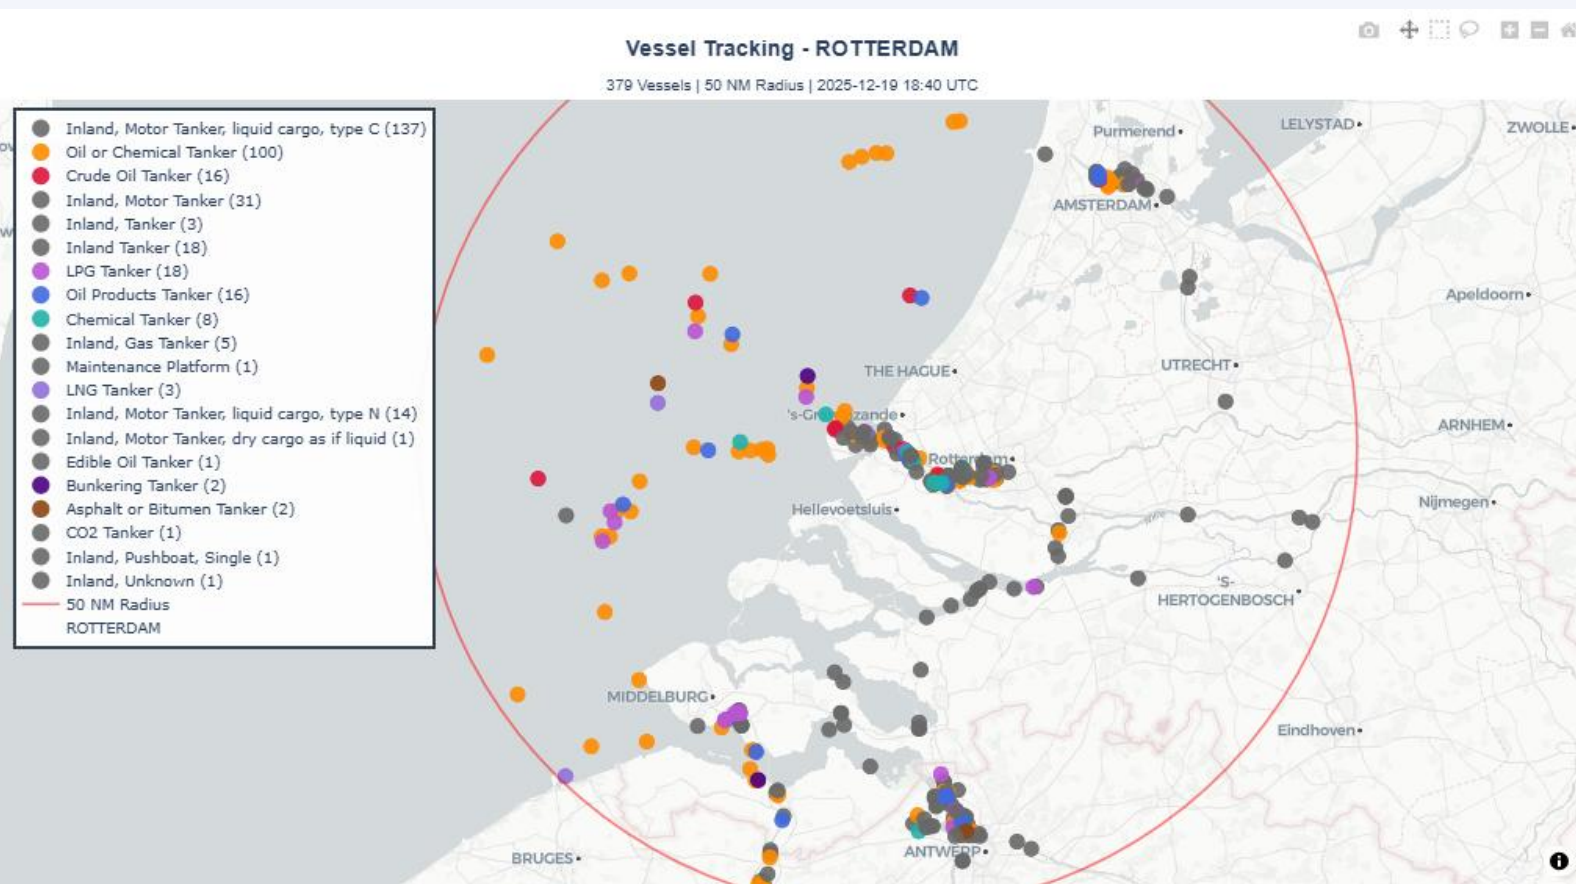 Vessel Tracking - ROTTERDAM
379 Vessels | 50 NM Radius | 2025-12-19 18:40 UTC
Inland, Motor Tanker, liquid cargo, type C (137)
Oil or Chemical Tanker (100)
Crude Oil Tanker (16)
Inland, Motor Tanker (31)
Inland, Tanker (3)
Inland Tanker (18)
LPG Tanker (18)
Oil Products Tanker (16)
Chemical Tanker (8)
Inland, Gas Tanker (5)
Maintenance Platform (1)
LNG Tanker (3)
Inland, Motor Tanker, liquid cargo, type N (14)
Inland, Motor Tanker, dry cargo as if liquid (1)
Edible Oil Tanker (1)
Bunkering Tanker (2)
Asphalt or Bitumen Tanker (2)
CO2 Tanker (1)
Inland, Pushboat, Single (1)
Inland, Unknown (1)
50 NM Radius
ROTTERDAM
LELYSTAD
ZWOLLE
Purmerend
AMSTERDAM
Apeldoorn
UTRECHT
THE HAGUE
ARNHEM
Rotterdam
Nijmegen
Hellevoetsluis
'S-
HERTOGENBOSCH
MIDDELBURG
Eindhoven
ANTWERP
BRUGES